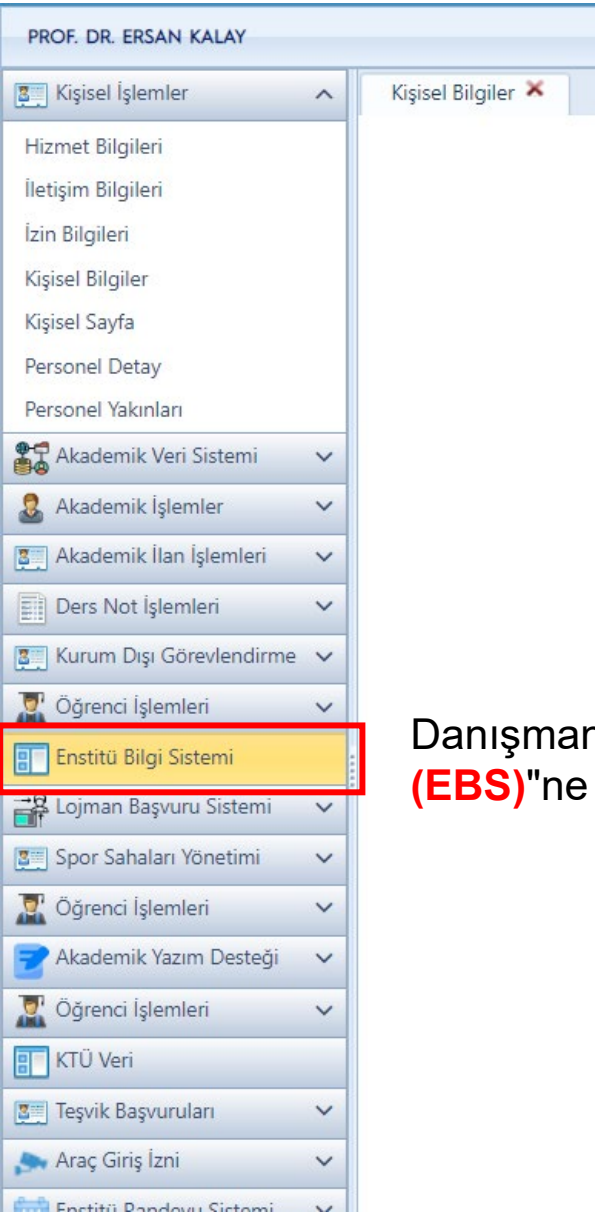 PROF. DR. ERSAN KALAY
Kişisel İşlemler
Kişisel Bilgiler
Hizmet Bilgileri
İletişim Bilgileri
İzin Bilgileri
Kişisel Bilgiler
Kişisel Sayfa
Personel Detay
Personel Yakınları
Akademik Veri Sistemi
Akademik İşlemler
Akademik İlan İşlemleri
Ders Not İşlemleri
Kurum Dışı Görevlendirme
Öğrenci İşlemleri
Danışman
Enstitü Bilgi Sistemi
(EBS)"ne
Lojman Başvuru Sistemi
Spor Sahaları Yönetimi
Öğrenci İşlemleri
Akademik Yazım Desteği
Öğrenci İşlemleri
KTÜ Veri
Teşvik Başvuruları
Araç Giriş İzni
Enstitü Randevu Sistemi